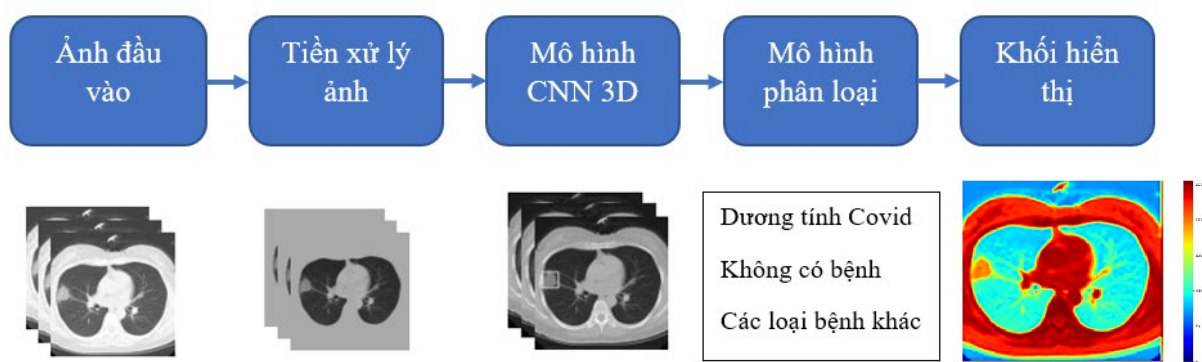 Ảnh đầu
vào
Tiền xử lý
ảnh
Mô hình
CNN 3D
Mô hình
phân loại
Khối hiển
thị
Dương tính Covid
Không có bệnh
Các loại bệnh khác